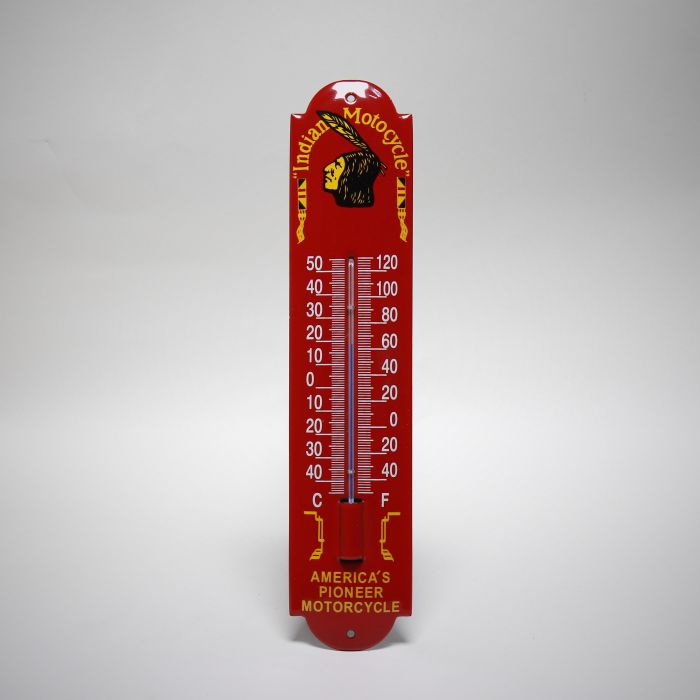 "Indian Motocycle"
50 120
40 100
30 80
20 60
10 40
0 20
10 0
20 20
30 40
40
C F
AMERICA'S
PIONEER
MOTORCYCLE